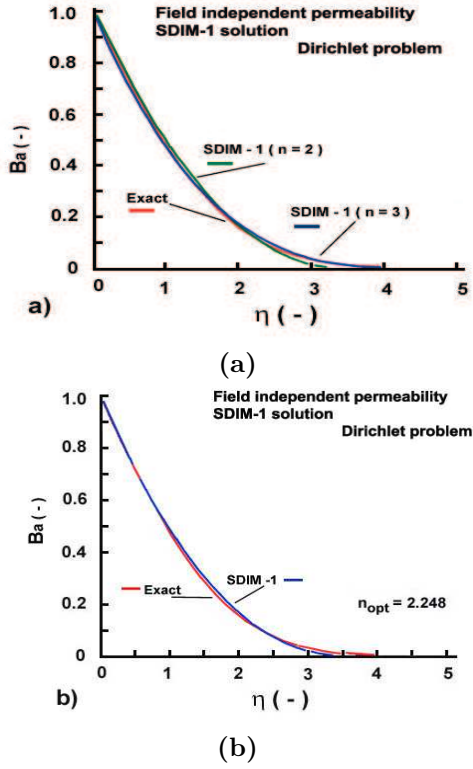 a
Field independent permeability
SDIM-1 solution
Dirichlet problem
1.0
0.8
0.6
0.4
0.2
0
Ba (-)
SDIM - 1 ( n = 2 )
Exact
SDIM - 1 ( n = 3 )
0 1 2 3 4 5
a)
η ( - )
(a)
Field independent permeability
SDIM-1 solution
Dirichlet problem
1.0
0.8
0.6
0.4
0.2
0
Ba (-)
Exact
SDIM -1
nopt = 2.248
0 1 2 3 4 5
b)
η ( - )
(b)